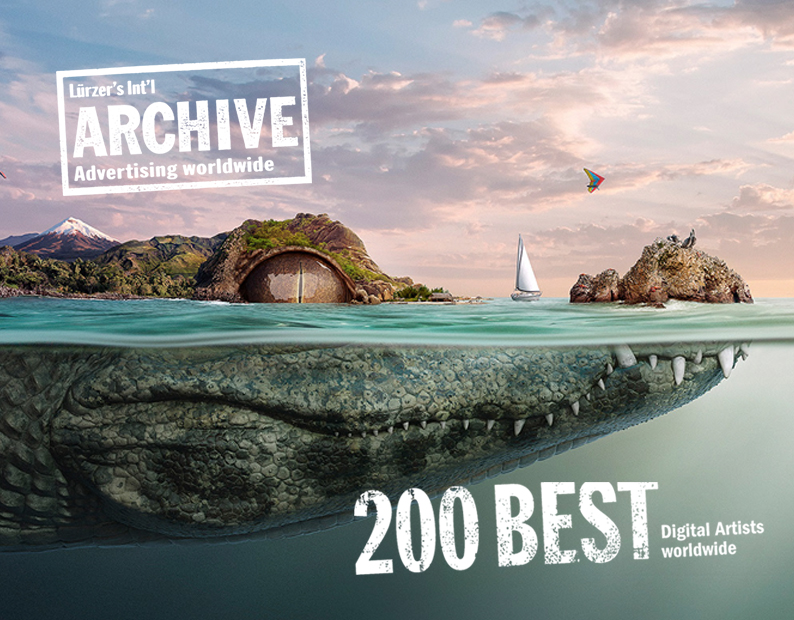 Lürzer's Int'l
ARCHIVE
Advertising worldwide
200 BEST
Digital Artists
worldwide